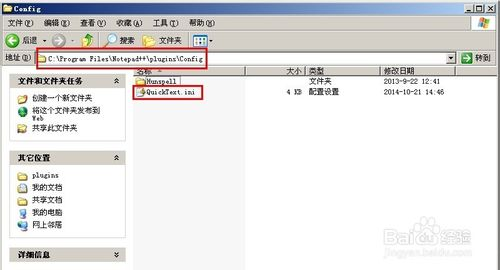 Config
文件(F) 编辑(E) 查看(V) 收藏(A) 工具(T) 帮助(H)
后退 搜索 文件夹
地址(D) C:\Program Files\Notepad++\plugins\Config 转到
名称 大小 类型 修改日期
Hunspell 文件夹 2013-9-22 12:41
QuickText.ini 4 KB 配置设置 2014-10-21 14:46
文件和文件夹任务
创建一个新文件夹
将这个文件夹发布到
Web
共享此文件夹
其它位置
plugins
我的文档
共享文档
我的电脑
网上邻居
详细信息
Baidu 经验
jingyan.baidu.com